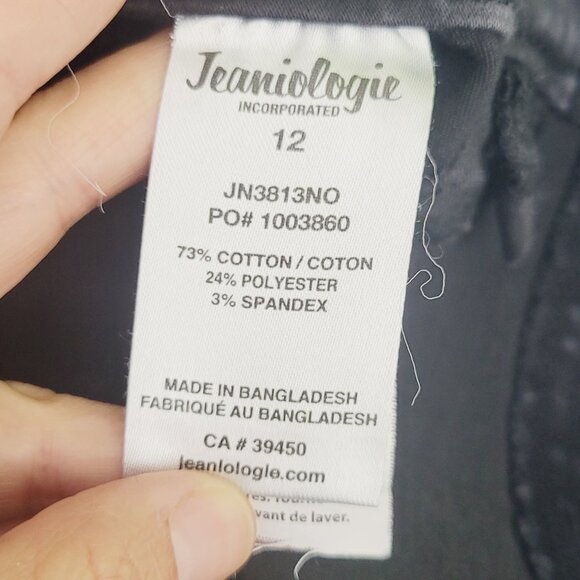 Jeaniologie
INCORPORATED
12
JN3813NO
PO# 1003860
73% COTTON / COTON
24% POLYESTER
3% SPANDEX
MADE IN BANGLADESH
FABRIQUÉ AU BANGLADESH
CA # 39450
jeaniologie.com
vant de laver.